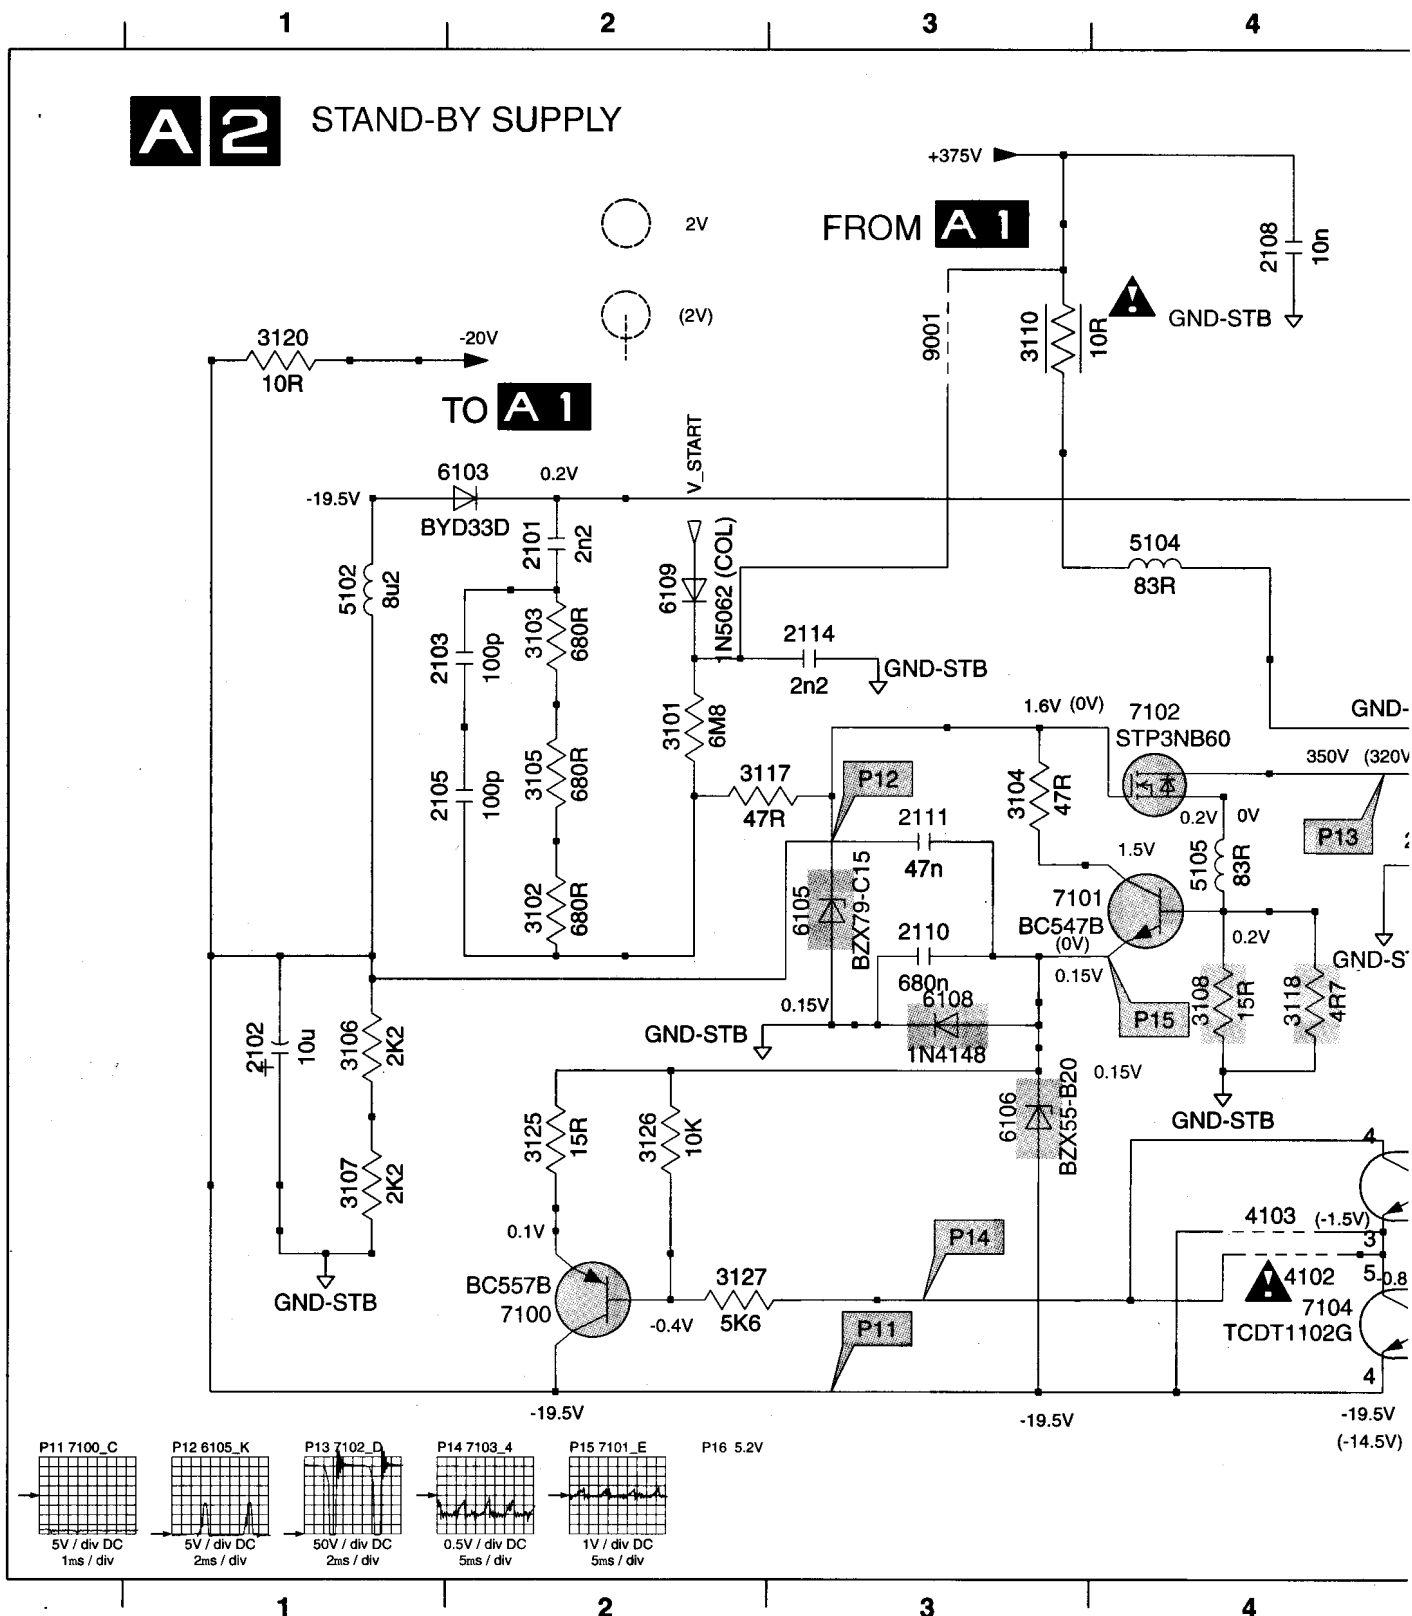 1 2 3 4
A2 STAND-BY SUPPLY
+375V
2V
FROM A 1
2108
10n
(2V)
9001
3110
10R
!
GND-STB
3120
10R
-20V
TO A 1
V_START
6103
0.2V
-19.5V
BYD33D
2101
2n2
5102
8u2
6109
1N5062 (COL)
5104
83R
2103
100p
3103
680R
2114
2n2
GND-STB
3101
6M8
1.6V (0V)
7102
STP3NB60
GND-
350V (320V
2105
100p
3105
680R
3117
47R
P12
3104
47R
2111
47n
0.2V 0V
P13
1.5V
5105
83R
3102
680R
6105
BZX79-C15
7101
BC547B
(0V)
2110
680n
0.2V
0.15V
GND-S
0.15V
6108
1N4148
P15
3108
15R
3118
4R7
GND-STB
2102
10u
3106
2K2
0.15V
GND-STB
3125
15R
3126
10K
6106
BZX55-B20
3107
2K2
4
4103 (-1.5V)
3
0.1V
P14
BC557B
7100
3127
5K6
-0.4V
!
4102
5
-0.8
7104
TCDT1102G
P11
4
GND-STB
-19.5V
-19.5V
-19.5V
(-14.5V)
P11 7100_C
5V / div DC
1ms / div
P12 6105_K
5V / div DC
2ms / div
P13 7102_D
50V / div DC
2ms / div
P14 7103_4
0.5V / div DC
5ms / div
P15 7101_E
1V / div DC
5ms / div
P16 5.2V
1 2 3 4